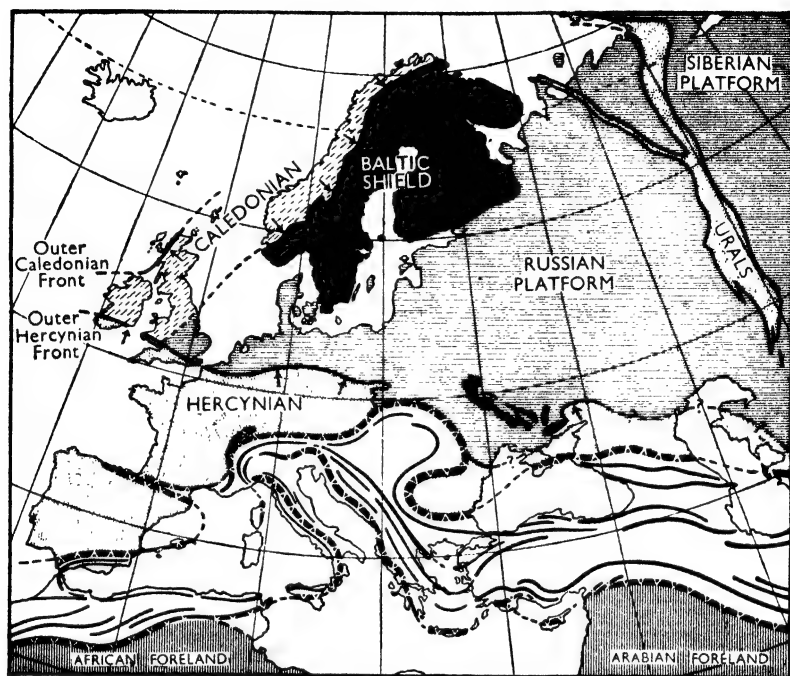 SIBERIAN
PLATFORM
BALTIC
SHIELD
CALEDONIAN
Outer
Caledonian
Front
URALS
RUSSIAN
PLATFORM
Outer
Hercynian
Front
HERCYNIAN
?
AFRICAN FORELAND
ARABIAN FORELAND